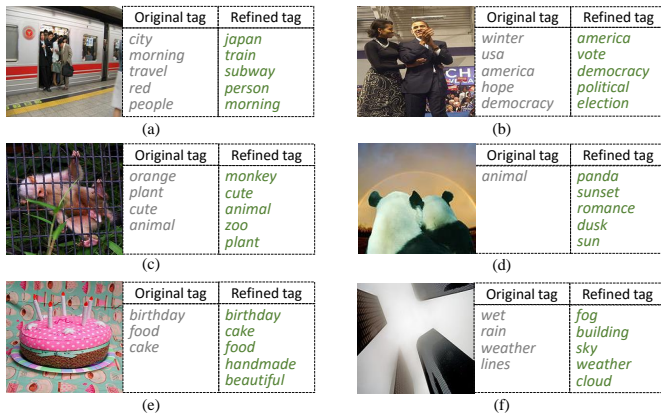 Original tag Refined tag
city japan
morning train
travel subway
red person
people morning
(a)
Original tag Refined tag
winter america
usa vote
america democracy
hope political
democracy election
(b)
Original tag Refined tag
orange monkey
plant cute
cute animal
animal zoo
plant
(c)
Original tag Refined tag
animal panda
sunset
romance
dusk
sun
(d)
Original tag Refined tag
birthday birthday
food cake
cake food
handmade
beautiful
(e)
Original tag Refined tag
wet fog
rain building
weather sky
lines weather
cloud
(f)